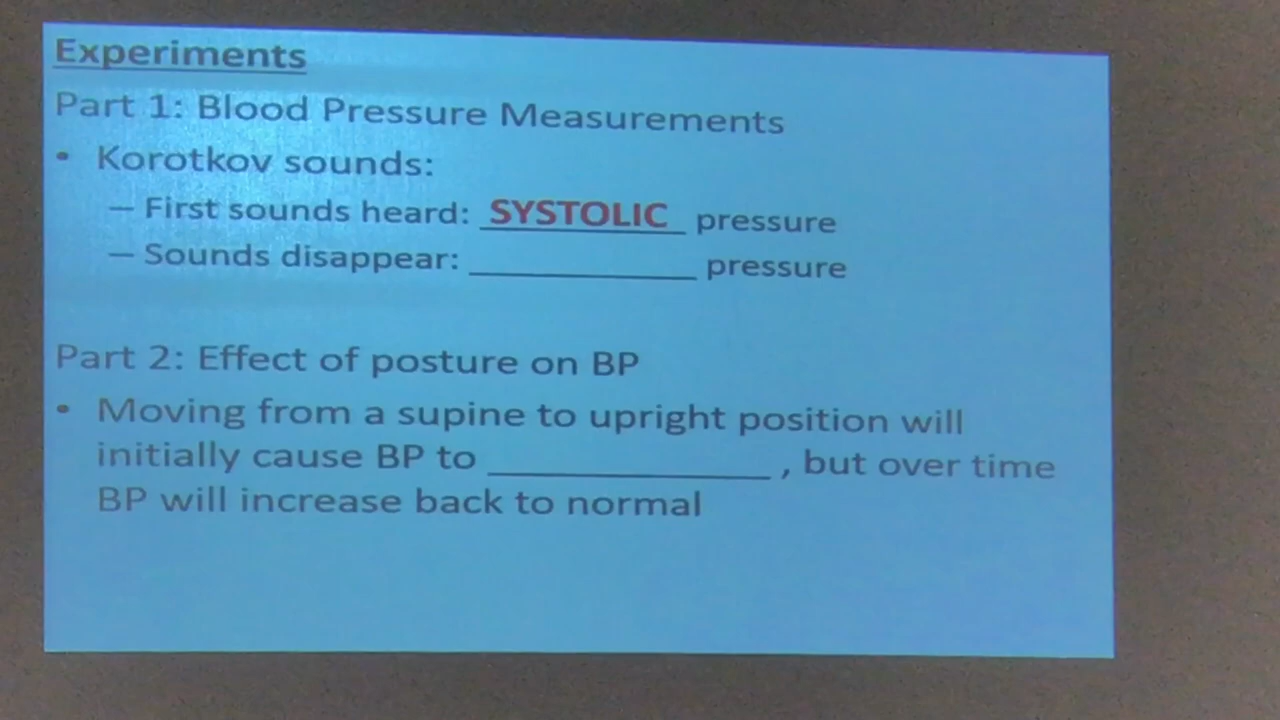 Experiments
Part 1: Blood Pressure Measurements
• Korotkov sounds:
– First sounds heard: SYSTOLIC pressure
– Sounds disappear: ____________ pressure
Part 2: Effect of posture on BP
• Moving from a supine to upright position will
initially cause BP to _______________ , but over time
BP will increase back to normal